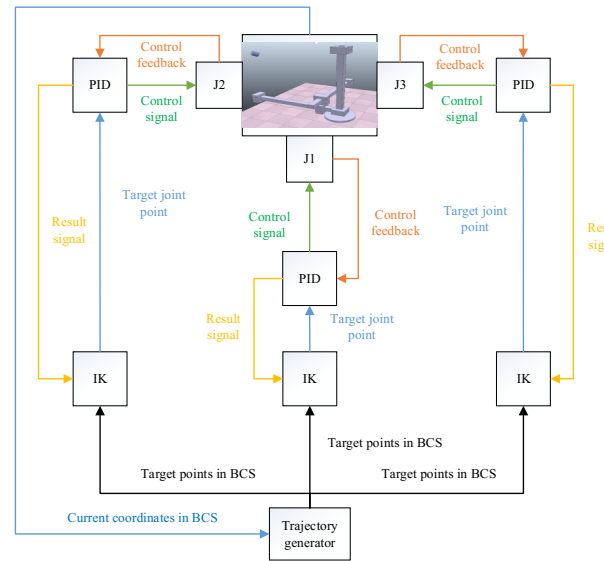 Control
feedback
Control
feedback
PID
J2
J3
PID
Control
signal
Control
signal
J1
Target joint
point
Target joint
point
Result
signal
Control
signal
Control
feedback
PID
Result
signal
Target joint
point
IK
IK
IK
Target points in BCS
Target points in BCS
Target points in BCS
Current coordinates in BCS
Trajectory
generator